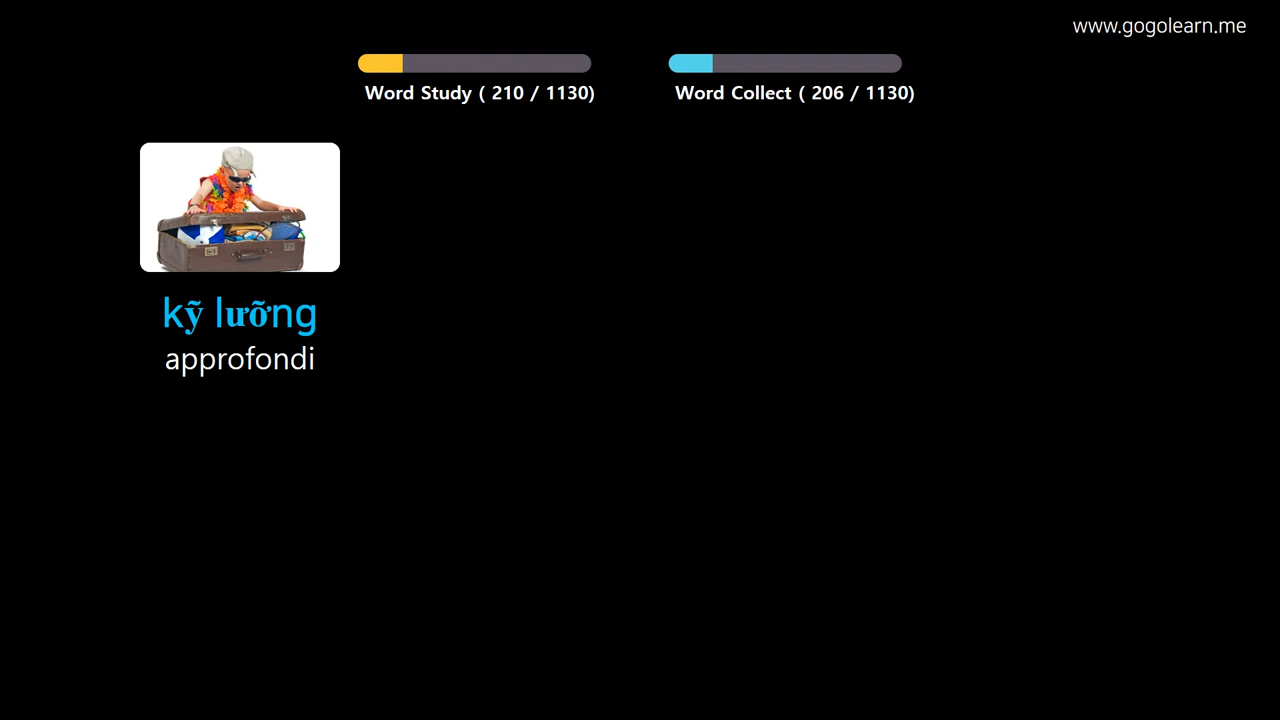 www.gogolearn.me
Word Study ( 210 / 1130)
Word Collect ( 206 / 1130)
kỹ lưỡng
approfondi